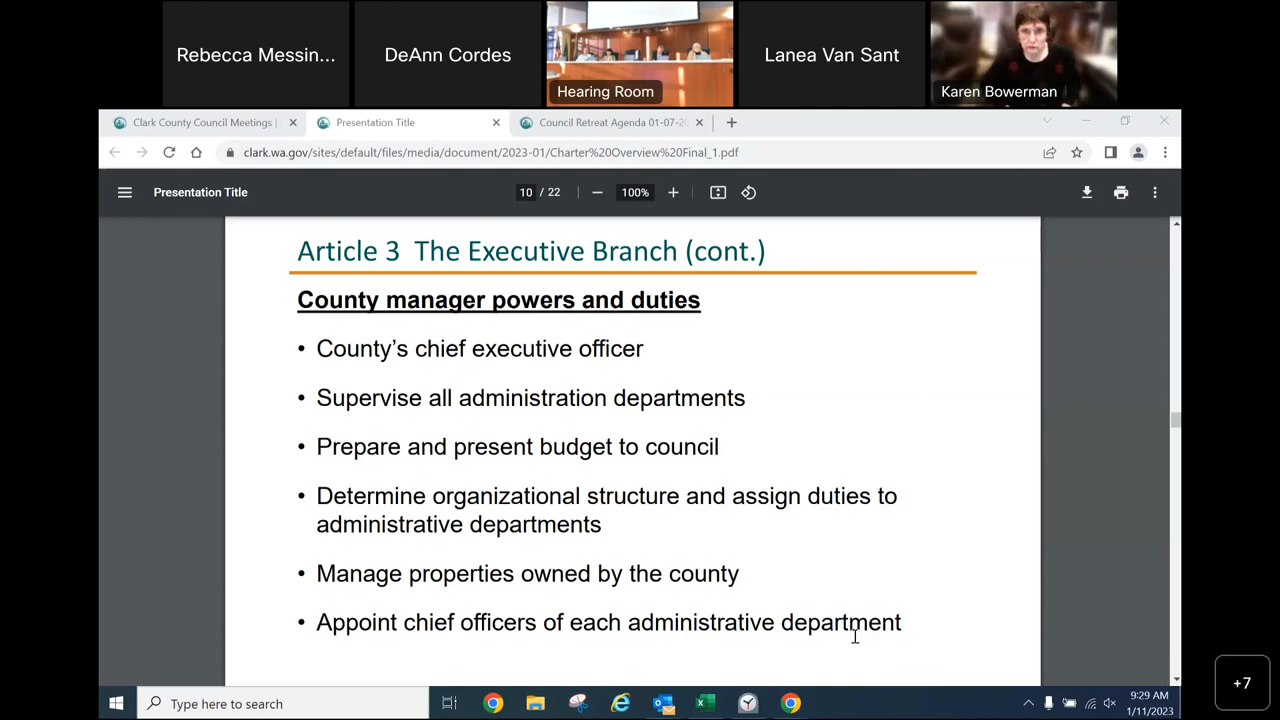 Rebecca Messin...
DeAnn Cordes
Hearing Room
Lanea Van Sant
Karen Bowerman
Clark County Council Meetings |
Presentation Title
Council Retreat Agenda 01-07-2
clark.wa.gov/sites/default/files/media/document/2023-01/Charter%20Overview%20Final_1.pdf
Presentation Title
10 / 22
100%
Article 3 The Executive Branch (cont.)
County manager powers and duties
• County's chief executive officer
• Supervise all administration departments
• Prepare and present budget to council
• Determine organizational structure and assign duties to
administrative departments
• Manage properties owned by the county
• Appoint chief officers of each administrative department
+7
Type here to search
9:29 AM
1/11/2023